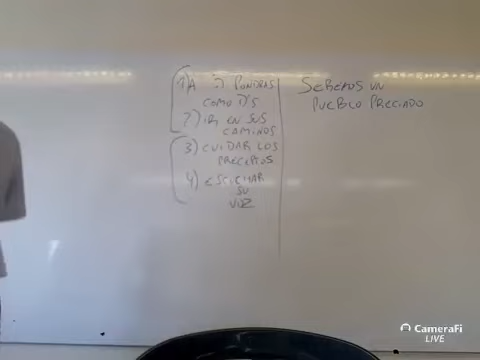 1) A Д PONDRAS
COMO D'S
2) IR EN SUS
CAMINOS
3) CUIDAR LOS
PRECEPTOS
4) ESCUCHAR
SU
VOZ
SEREMOS UN
PUEBLO PRECIADO
CameraFi
LIVE